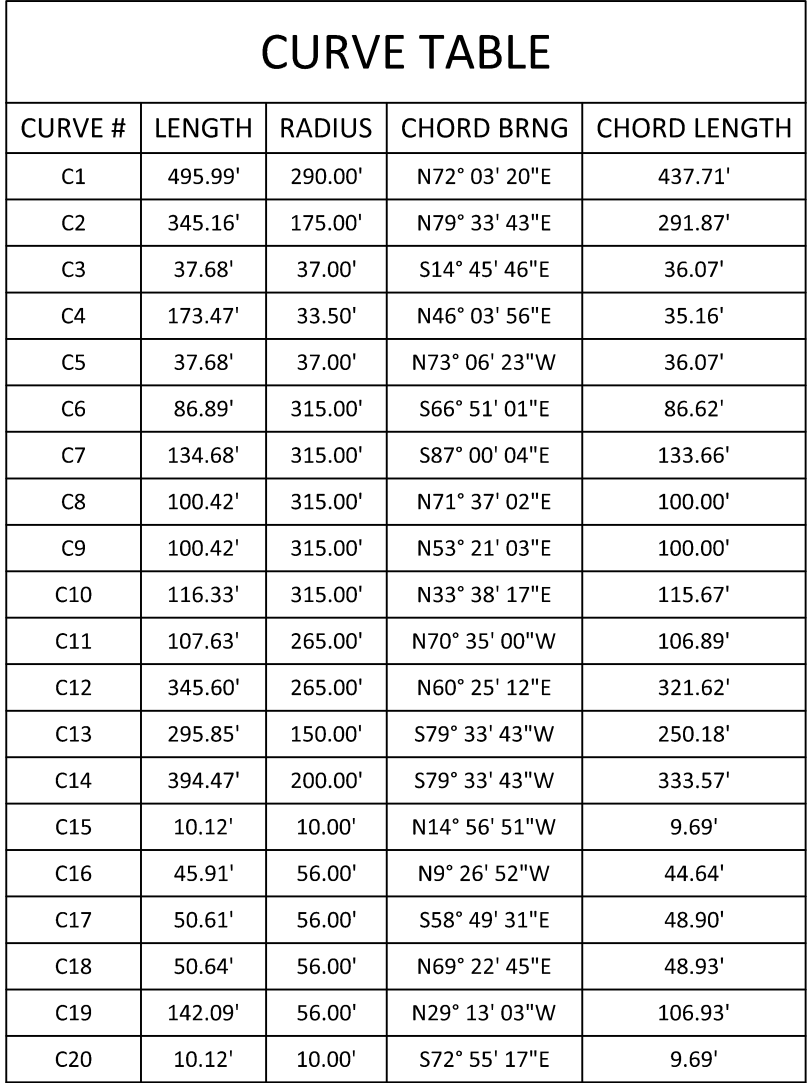 CURVE TABLE
CURVE # LENGTH RADIUS CHORD BRNG CHORD LENGTH
C1 495.99' 290.00' N72° 03' 20"E 437.71'
C2 345.16' 175.00' N79° 33' 43"E 291.87'
C3 37.68' 37.00' S14° 45' 46"E 36.07'
C4 173.47' 33.50' N46° 03' 56"E 35.16'
C5 37.68' 37.00' N73° 06' 23"W 36.07'
C6 86.89' 315.00' S66° 51' 01"E 86.62'
C7 134.68' 315.00' S87° 00' 04"E 133.66'
C8 100.42' 315.00' N71° 37' 02"E 100.00'
C9 100.42' 315.00' N53° 21' 03"E 100.00'
C10 116.33' 315.00' N33° 38' 17"E 115.67'
C11 107.63' 265.00' N70° 35' 00"W 106.89'
C12 345.60' 265.00' N60° 25' 12"E 321.62'
C13 295.85' 150.00' S79° 33' 43"W 250.18'
C14 394.47' 200.00' S79° 33' 43"W 333.57'
C15 10.12' 10.00' N14° 56' 51"W 9.69'
C16 45.91' 56.00' N9° 26' 52"W 44.64'
C17 50.61' 56.00' S58° 49' 31"E 48.90'
C18 50.64' 56.00' N69° 22' 45"E 48.93'
C19 142.09' 56.00' N29° 13' 03"W 106.93'
C20 10.12' 10.00' S72° 55' 17"E 9.69'